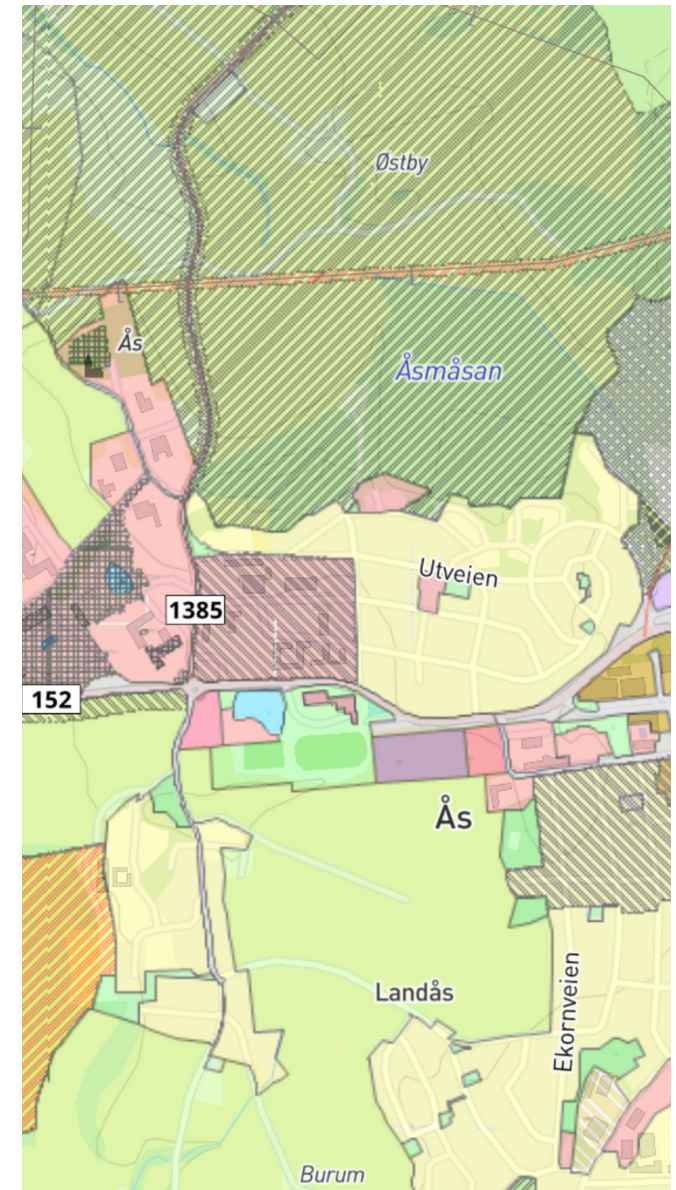 Østby
Ås
Åsmåsan
Utveien
1385
152
Ås
Landås
Ekornveien
Burum